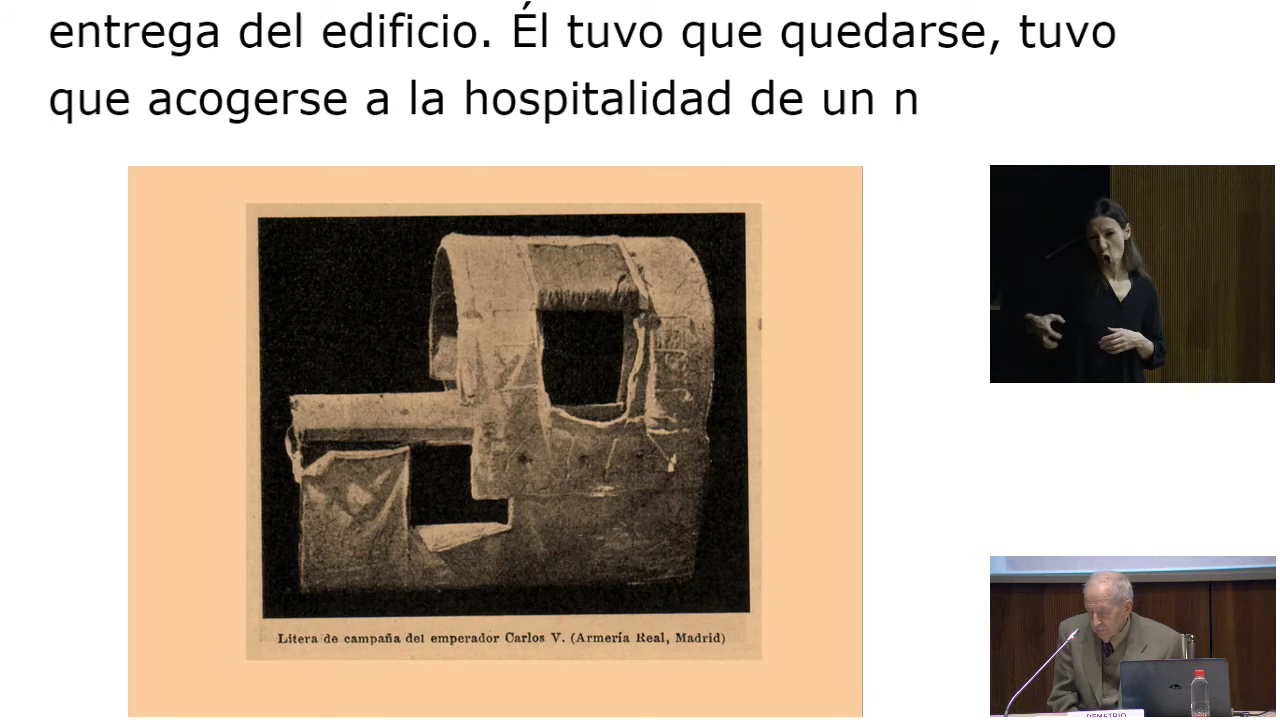 entrega del edificio. Él tuvo que quedarse, tuvo
que acogerse a la hospitalidad de un n
Litera de campaña del emperador Carlos V. (Armería Real, Madrid)
DEMETRIO